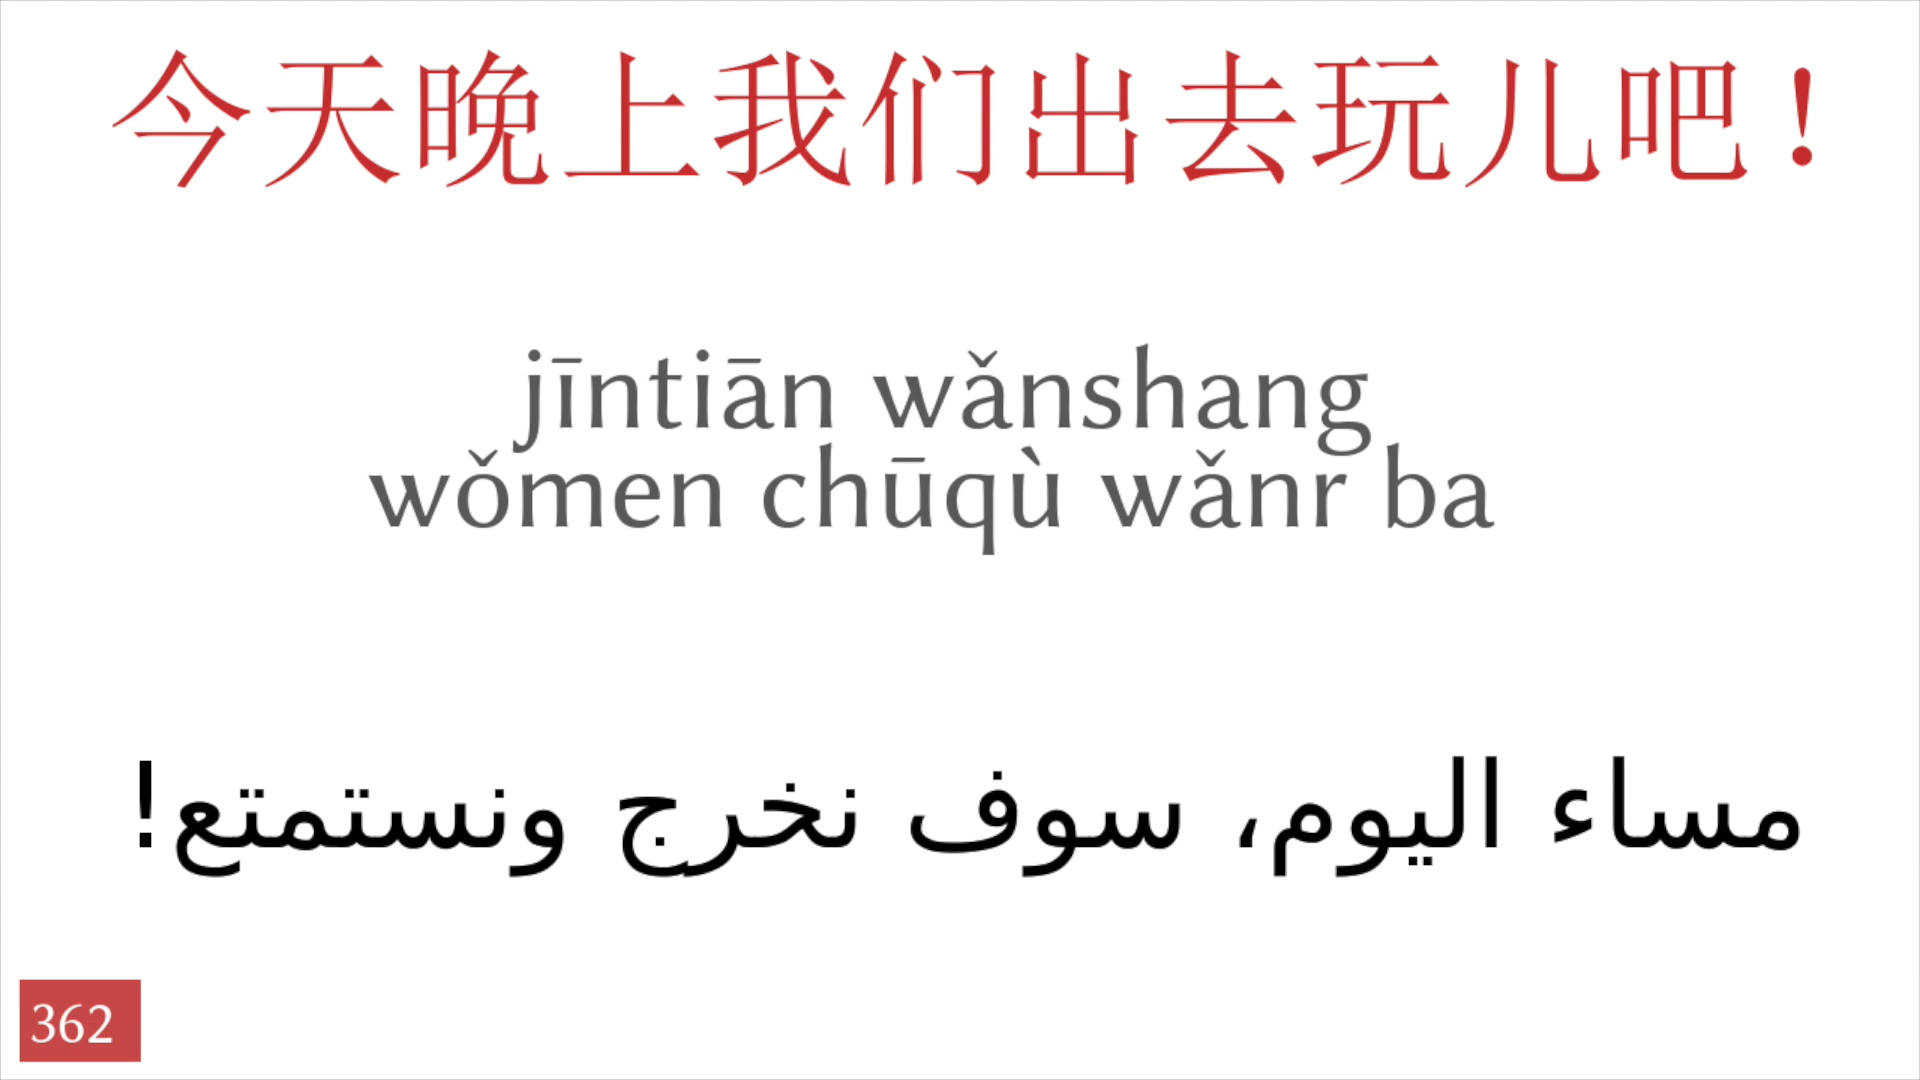 今天晚上我们出去玩儿吧！
jīntiān wǎnshang
wǒmen chūqù wǎnr ba
مساء اليوم، سوف نخرج ونستمتع!
362